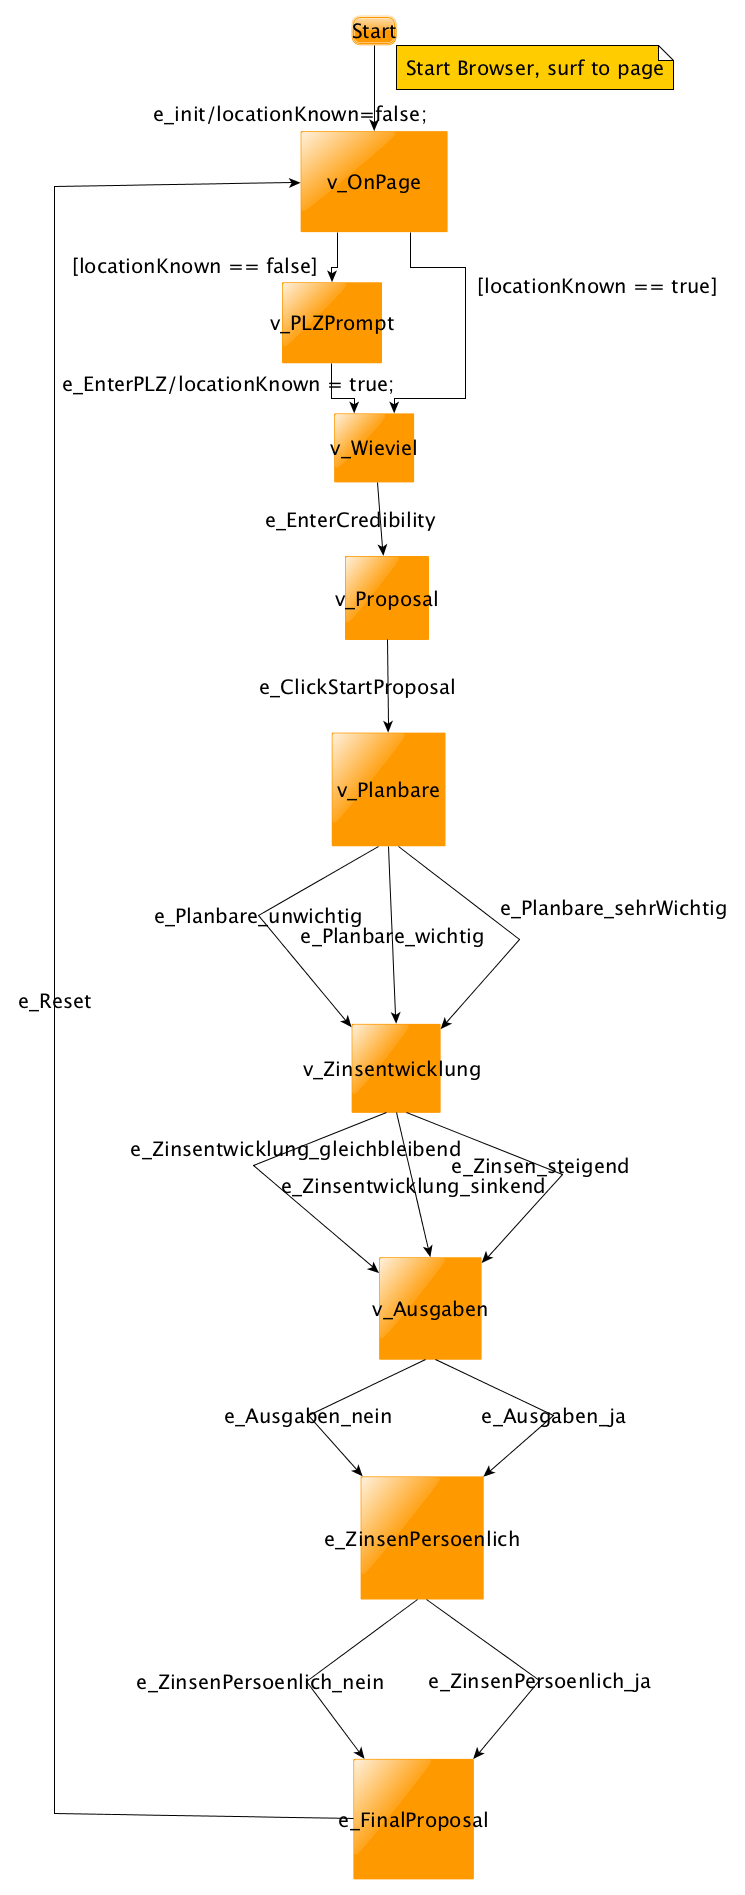 Start
Start Browser, surf to page
e_init/locationKnown=false;
v_OnPage
[locationKnown == false]
[locationKnown == true]
v_PLZPrompt
e_EnterPLZ/locationKnown = true;
v_Wieviel
e_EnterCredibility
v_Proposal
e_ClickStartProposal
v_Planbare
e_Planbare_unwichtig
e_Planbare_wichtig
e_Planbare_sehrWichtig
e_Reset
v_Zinsentwicklung
e_Zinsentwicklung_gleichbleibend
e_Zinsentwicklung_sinkend
e_Zinsen_steigend
v_Ausgaben
e_Ausgaben_nein
e_Ausgaben_ja
e_ZinsenPersoenlich
e_ZinsenPersoenlich_nein
e_ZinsenPersoenlich_ja
e_FinalProposal